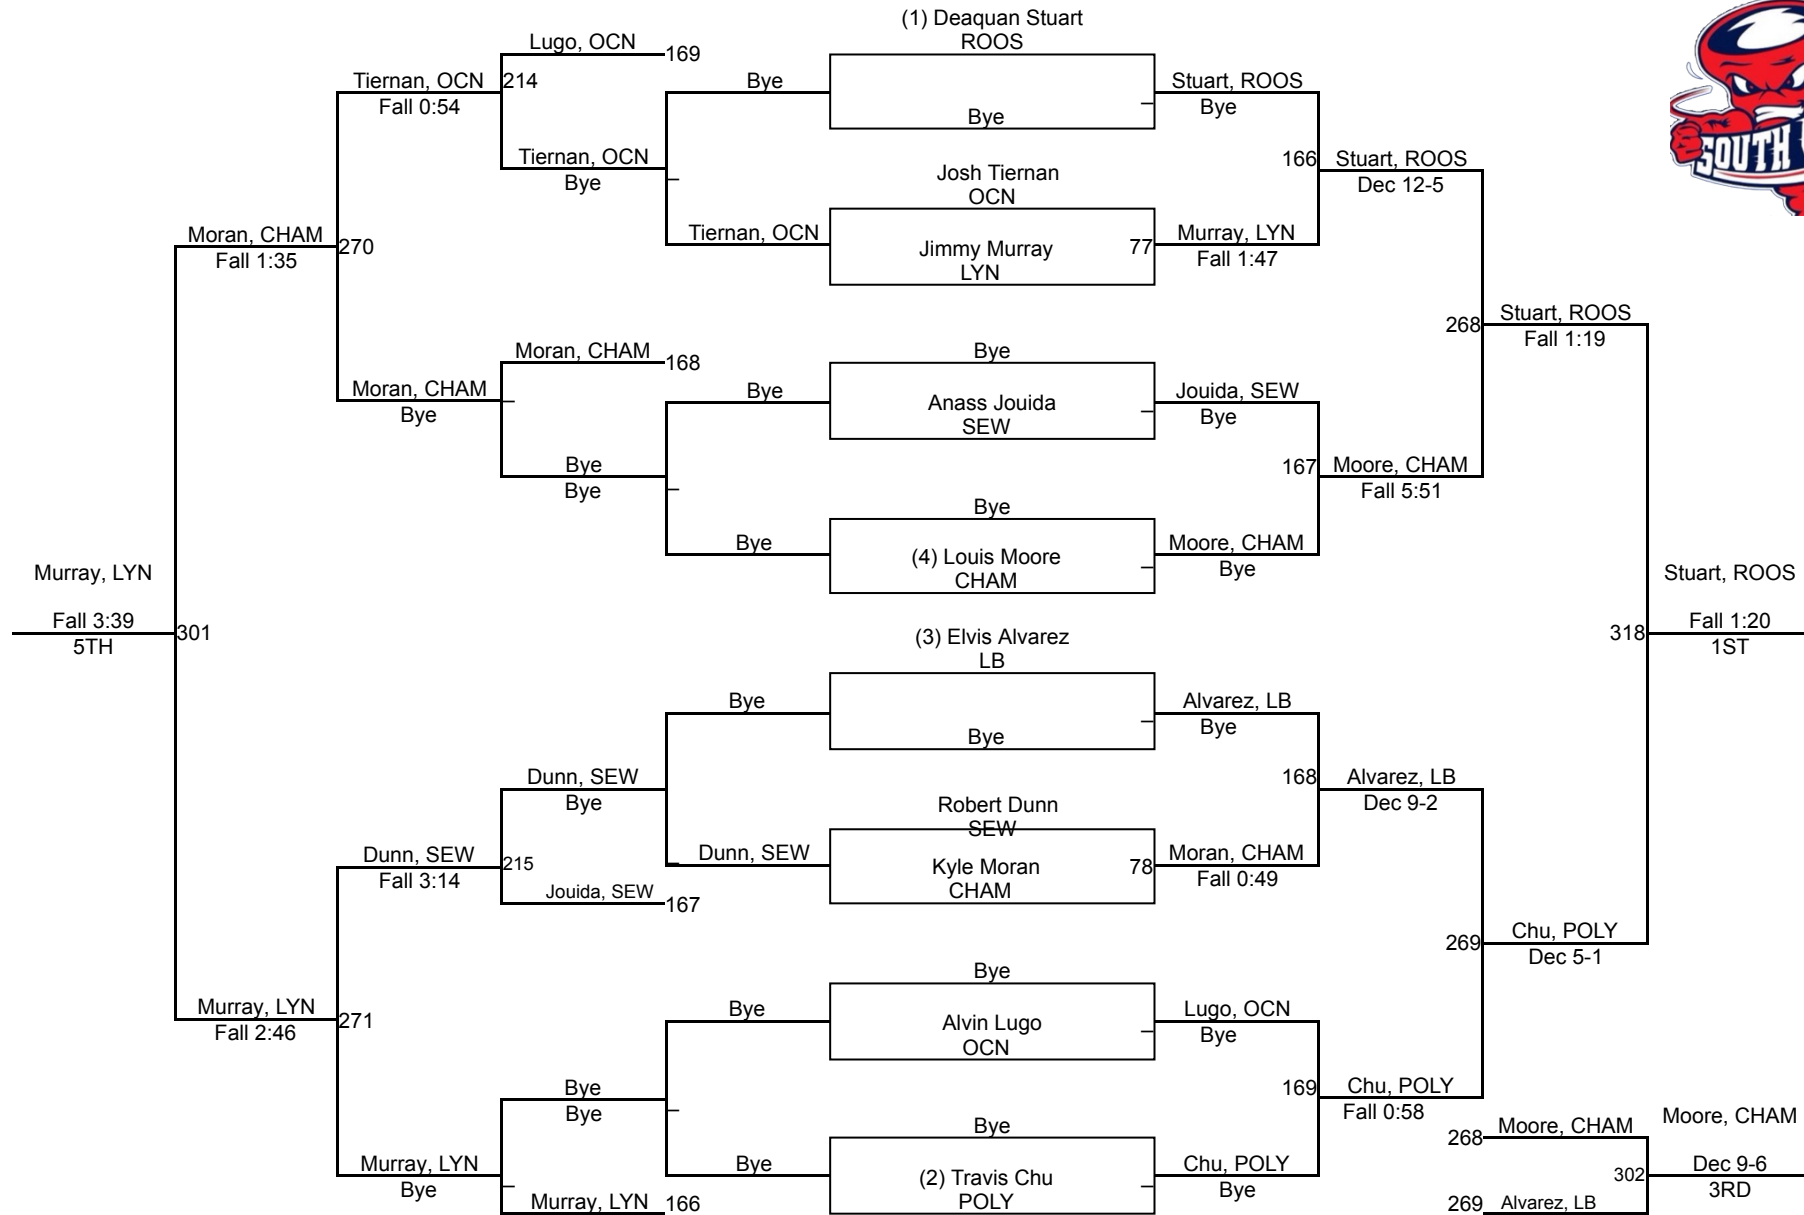 (1) Deaquan Stuart
ROOS
Bye
Josh Tiernan
OCN
Jimmy Murray
LYN
77
Bye
Anass Jouida
SEW
Bye
(4) Louis Moore
CHAM
(3) Elvis Alvarez
LB
Bye
Robert Dunn
SEW
Kyle Moran
CHAM
78
Bye
Alvin Lugo
OCN
Bye
(2) Travis Chu
POLY
Stuart, ROOS
Bye
Murray, LYN
Fall 1:47
Jouida, SEW
Bye
Moore, CHAM
Bye
Alvarez, LB
Bye
Moran, CHAM
Fall 0:49
Lugo, OCN
Bye
Chu, POLY
Bye
166
Stuart, ROOS
Dec 12-5
167
Moore, CHAM
Fall 5:51
168
Alvarez, LB
Dec 9-2
169
Chu, POLY
Fall 0:58
268
Stuart, ROOS
Fall 1:19
269
Chu, POLY
Dec 5-1
318
Stuart, ROOS
Fall 1:20
1ST
268
Moore, CHAM
269
Alvarez, LB
302
Moore, CHAM
Dec 9-6
3RD
Bye
Tiernan, OCN
Bye
Bye
Bye
Dunn, SEW
Bye
Bye
Lugo, OCN
169
Tiernan, OCN
Bye
Moran, CHAM
168
Bye
Bye
Dunn, SEW
Bye
Jouida, SEW
167
Bye
Bye
Murray, LYN
166
Tiernan, OCN
Fall 0:54
214
Moran, CHAM
Bye
Dunn, SEW
Fall 3:14
215
Murray, LYN
Bye
Moran, CHAM
Fall 1:35
270
Murray, LYN
Fall 2:46
271
Murray, LYN
Fall 3:39
5TH
301
SOUTH